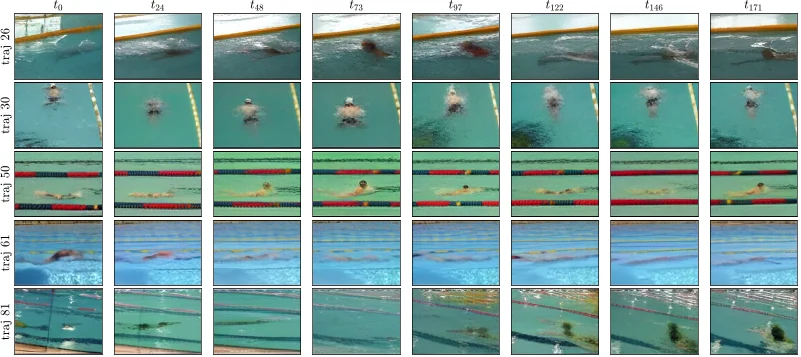 t₀ t₂₄ t₄₈ t₇₃ t₉₇ t₁₂₂ t₁₄₆ t₁₇₁
traj 26
traj 30
traj 50
traj 61
traj 81